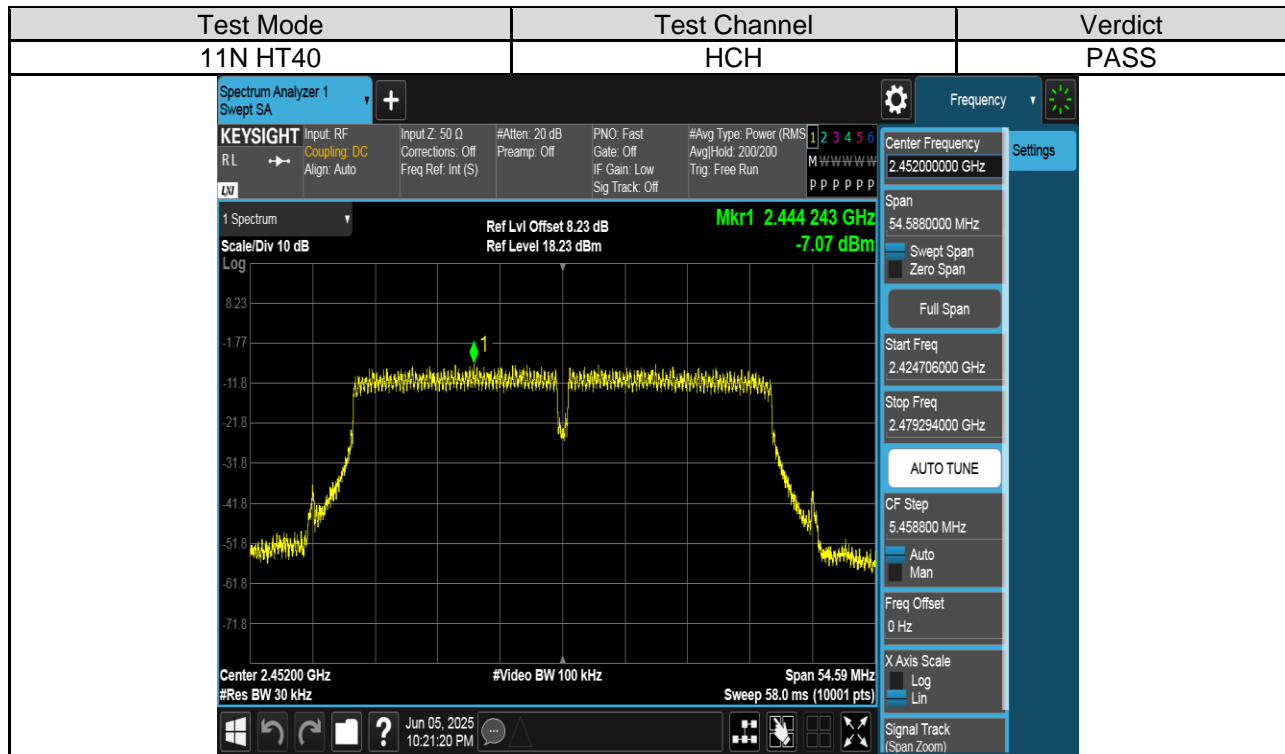 Test Mode Test Channel Verdict
11N HT40 HCH PASS
Spectrum Analyzer 1
Swept SA
+
Frequency
KEYSIGHT
RL
LXI
Input: RF
Coupling: DC
Align: Auto
Input Z: 50 Ω
Corrections: Off
Freq Ref: Int (S)
#Atten: 20 dB
Preamp: Off
PNO: Fast
Gate: Off
IF Gain: Low
Sig Track: Off
#Avg Type: Power (RMS
Avg|Hold: 200/200
Trig: Free Run
1 2 3 4 5 6
M W W W W W
P P P P P P
1 Spectrum
Scale/Div 10 dB
Ref Lvl Offset 8.23 dB
Ref Level 18.23 dBm
Mkr1 2.444 243 GHz
-7.07 dBm
Log
8.23
-1.77
-11.8
-21.8
-31.8
-41.8
-51.8
-61.8
-71.8
1
Center 2.45200 GHz
#Res BW 30 kHz
#Video BW 100 kHz
Span 54.59 MHz
Sweep 58.0 ms (10001 pts)
Center Frequency
2.452000000 GHz
Settings
Span
54.5880000 MHz
Swept Span
Zero Span
Full Span
Start Freq
2.424706000 GHz
Stop Freq
2.479294000 GHz
AUTO TUNE
CF Step
5.458800 MHz
Auto
Man
Freq Offset
0 Hz
X Axis Scale
Log
Lin
Signal Track
(Span Zoom)
?
Jun 05, 2025
10:21:20 PM